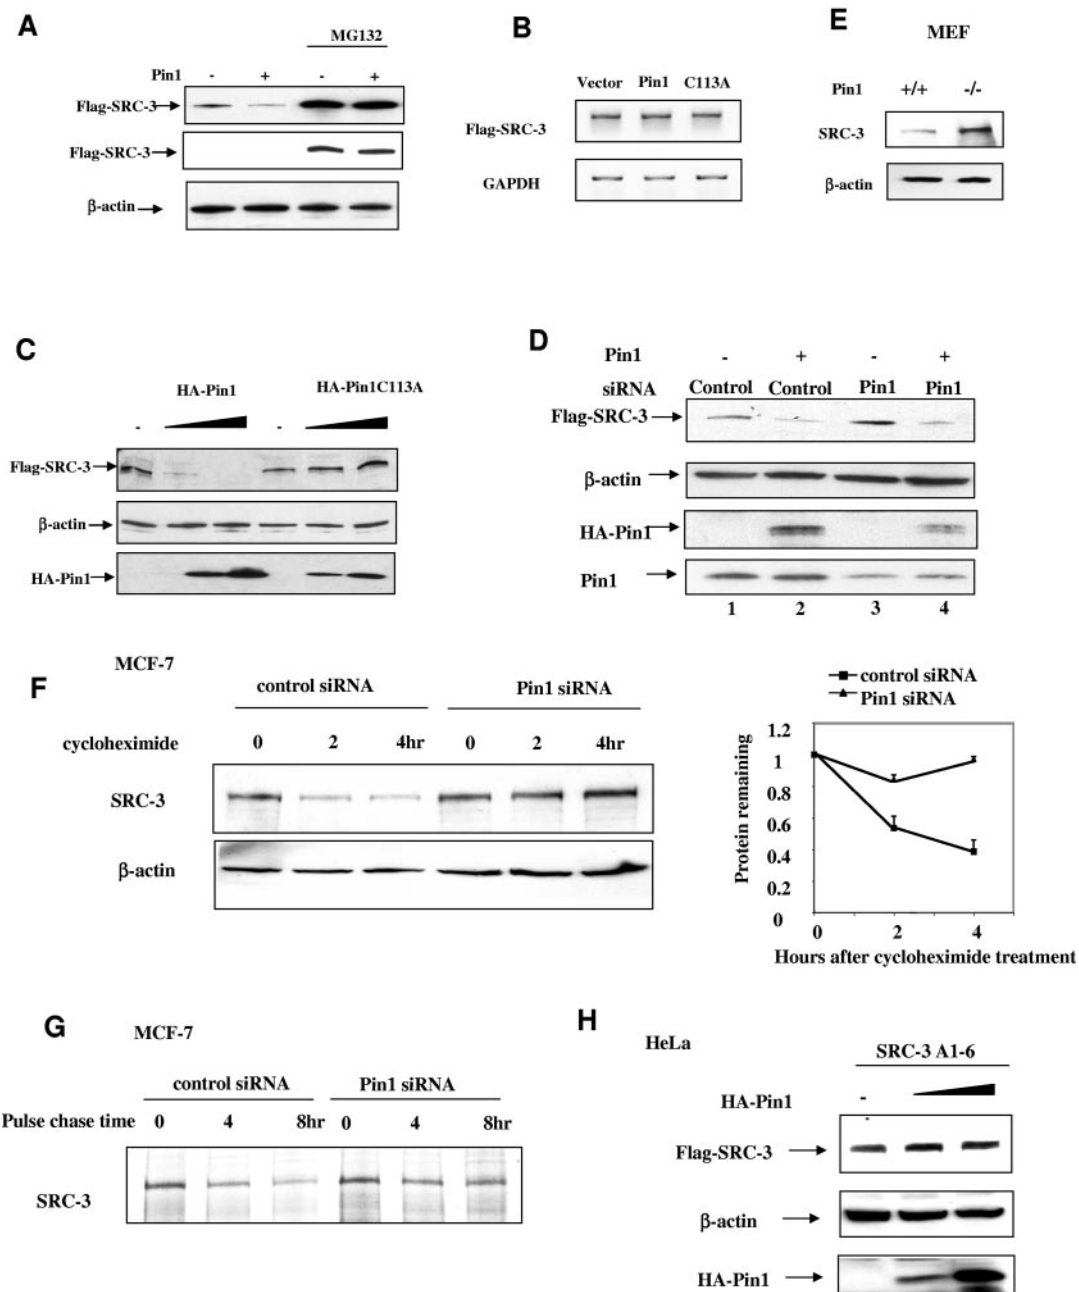 A
MG132
Pin1 - + - +
Flag-SRC-3
Flag-SRC-3
β-actin
B
Vector Pin1 C113A
Flag-SRC-3
GAPDH
E
MEF
Pin1 +/+ -/-
SRC-3
β-actin
C
HA-Pin1 HA-Pin1C113A
- -
Flag-SRC-3
β-actin
HA-Pin1
D
Pin1 - + - +
siRNA Control Control Pin1 Pin1
Flag-SRC-3
β-actin
HA-Pin1
Pin1
1 2 3 4
F
MCF-7
control siRNA Pin1 siRNA
cycloheximide 0 2 4hr 0 2 4hr
SRC-3
β-actin
control siRNA
Pin1 siRNA
Protein remaining
1.2
1
0.8
0.6
0.4
0.2
0
0 2 4
Hours after cycloheximide treatment
G
MCF-7
control siRNA Pin1 siRNA
Pulse chase time 0 4 8hr 0 4 8hr
SRC-3
H
HeLa
SRC-3 A1-6
HA-Pin1 -
Flag-SRC-3
β-actin
HA-Pin1